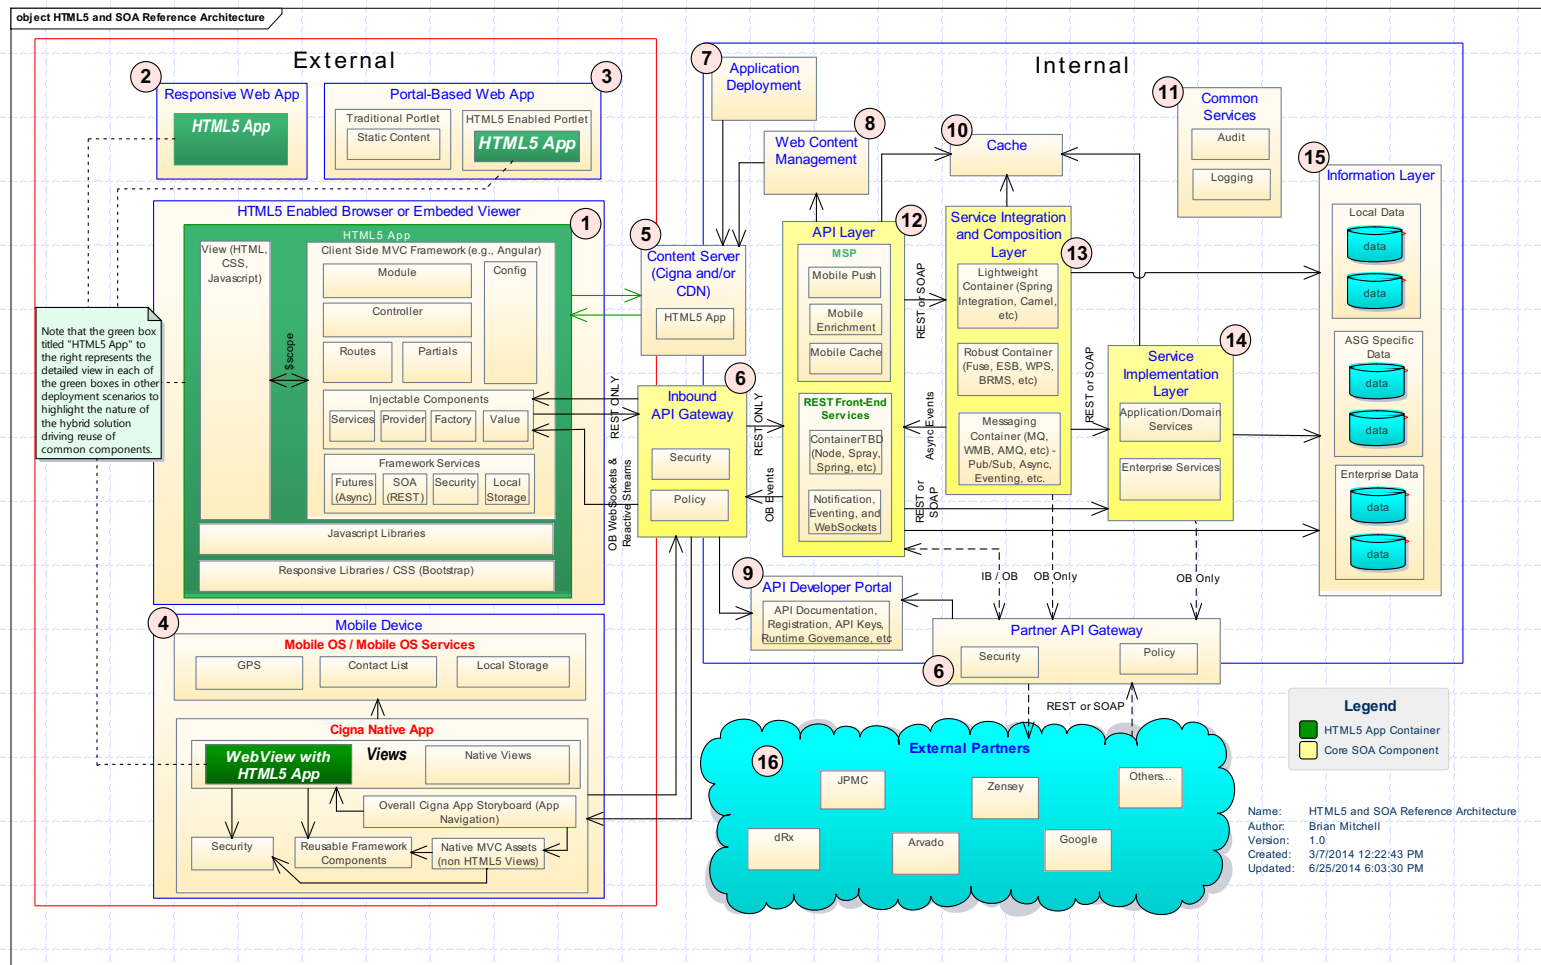 object HTML5 and SOA Reference Architecture
External
Internal
2
Responsive Web App
HTML5 App
3
Portal-Based Web App
Traditional Portlet
Static Content
HTML5 Enabled Portlet
HTML5 App
HTML5 Enabled Browser or Embeded Viewer
1
HTML5 App
View (HTML,
CSS,
Javascript)
$scope
Client Side MVC Framework (e.g., Angular)
Module
Config
Controller
Routes
Partials
Injectable Components
Services
Provider
Factory
Value
Framework Services
Futures
(Async)
SOA
(REST)
Security
Local
Storage
Javascript Libraries
Responsive Libraries / CSS (Bootstrap)
Note that the green box
titled "HTML5 App" to
the right represents the
detailed view in each of
the green boxes in other
deployment scenarios to
highlight the nature of
the hybrid solution
driving reuse of
common components.
4
Mobile Device
Mobile OS / Mobile OS Services
GPS
Contact List
Local Storage
Cigna Native App
WebView with
HTML5 App
Views
Native Views
Overall Cigna App Storyboard (App
Navigation)
Security
Reusable Framework
Components
Native MVC Assets
(non HTML5 Views)
5
Content Server
(Cigna and/or
CDN)
HTML5 App
REST ONLY
OB WebSockets &
Reactive Streams
6
Inbound
API Gateway
Security
Policy
REST ONLY
OB Events
7
Application
Deployment
8
Web Content
Management
9
API Developer Portal
API Documentation,
Registration, API Keys,
Runtime Governance, etc
10
Cache
11
Common
Services
Audit
Logging
12
API Layer
MSP
Mobile Push
Mobile
Enrichment
Mobile Cache
REST Front-End
Services
ContainerTBD
(Node, Spray,
Spring, etc)
Notification,
Eventing, and
WebSockets
REST or SOAP
Async Events
REST or
SOAP
13
Service Integration
and Composition
Layer
Lightweight
Container (Spring
Integration, Camel,
etc)
Robust Container
(Fuse, ESB, WPS,
BRMS, etc)
Messaging
Container (MQ,
WMB, AMQ, etc) -
Pub/Sub, Async,
Eventing, etc.
REST or SOAP
14
Service
Implementation
Layer
Application/Domain
Services
Enterprise Services
15
Information Layer
Local Data
data
data
ASG Specific
Data
data
data
Enterprise Data
data
data
IB / OB
OB Only
OB Only
6
Partner API Gateway
Security
Policy
REST or SOAP
16
External Partners
JPMC
Zensey
Others...
dRx
Arvado
Google
Legend
HTML5 App Container
Core SOA Component
Name: HTML5 and SOA Reference Architecture
Author: Brian Mitchell
Version: 1.0
Created: 3/7/2014 12:22:43 PM
Updated: 6/25/2014 6:03:30 PM